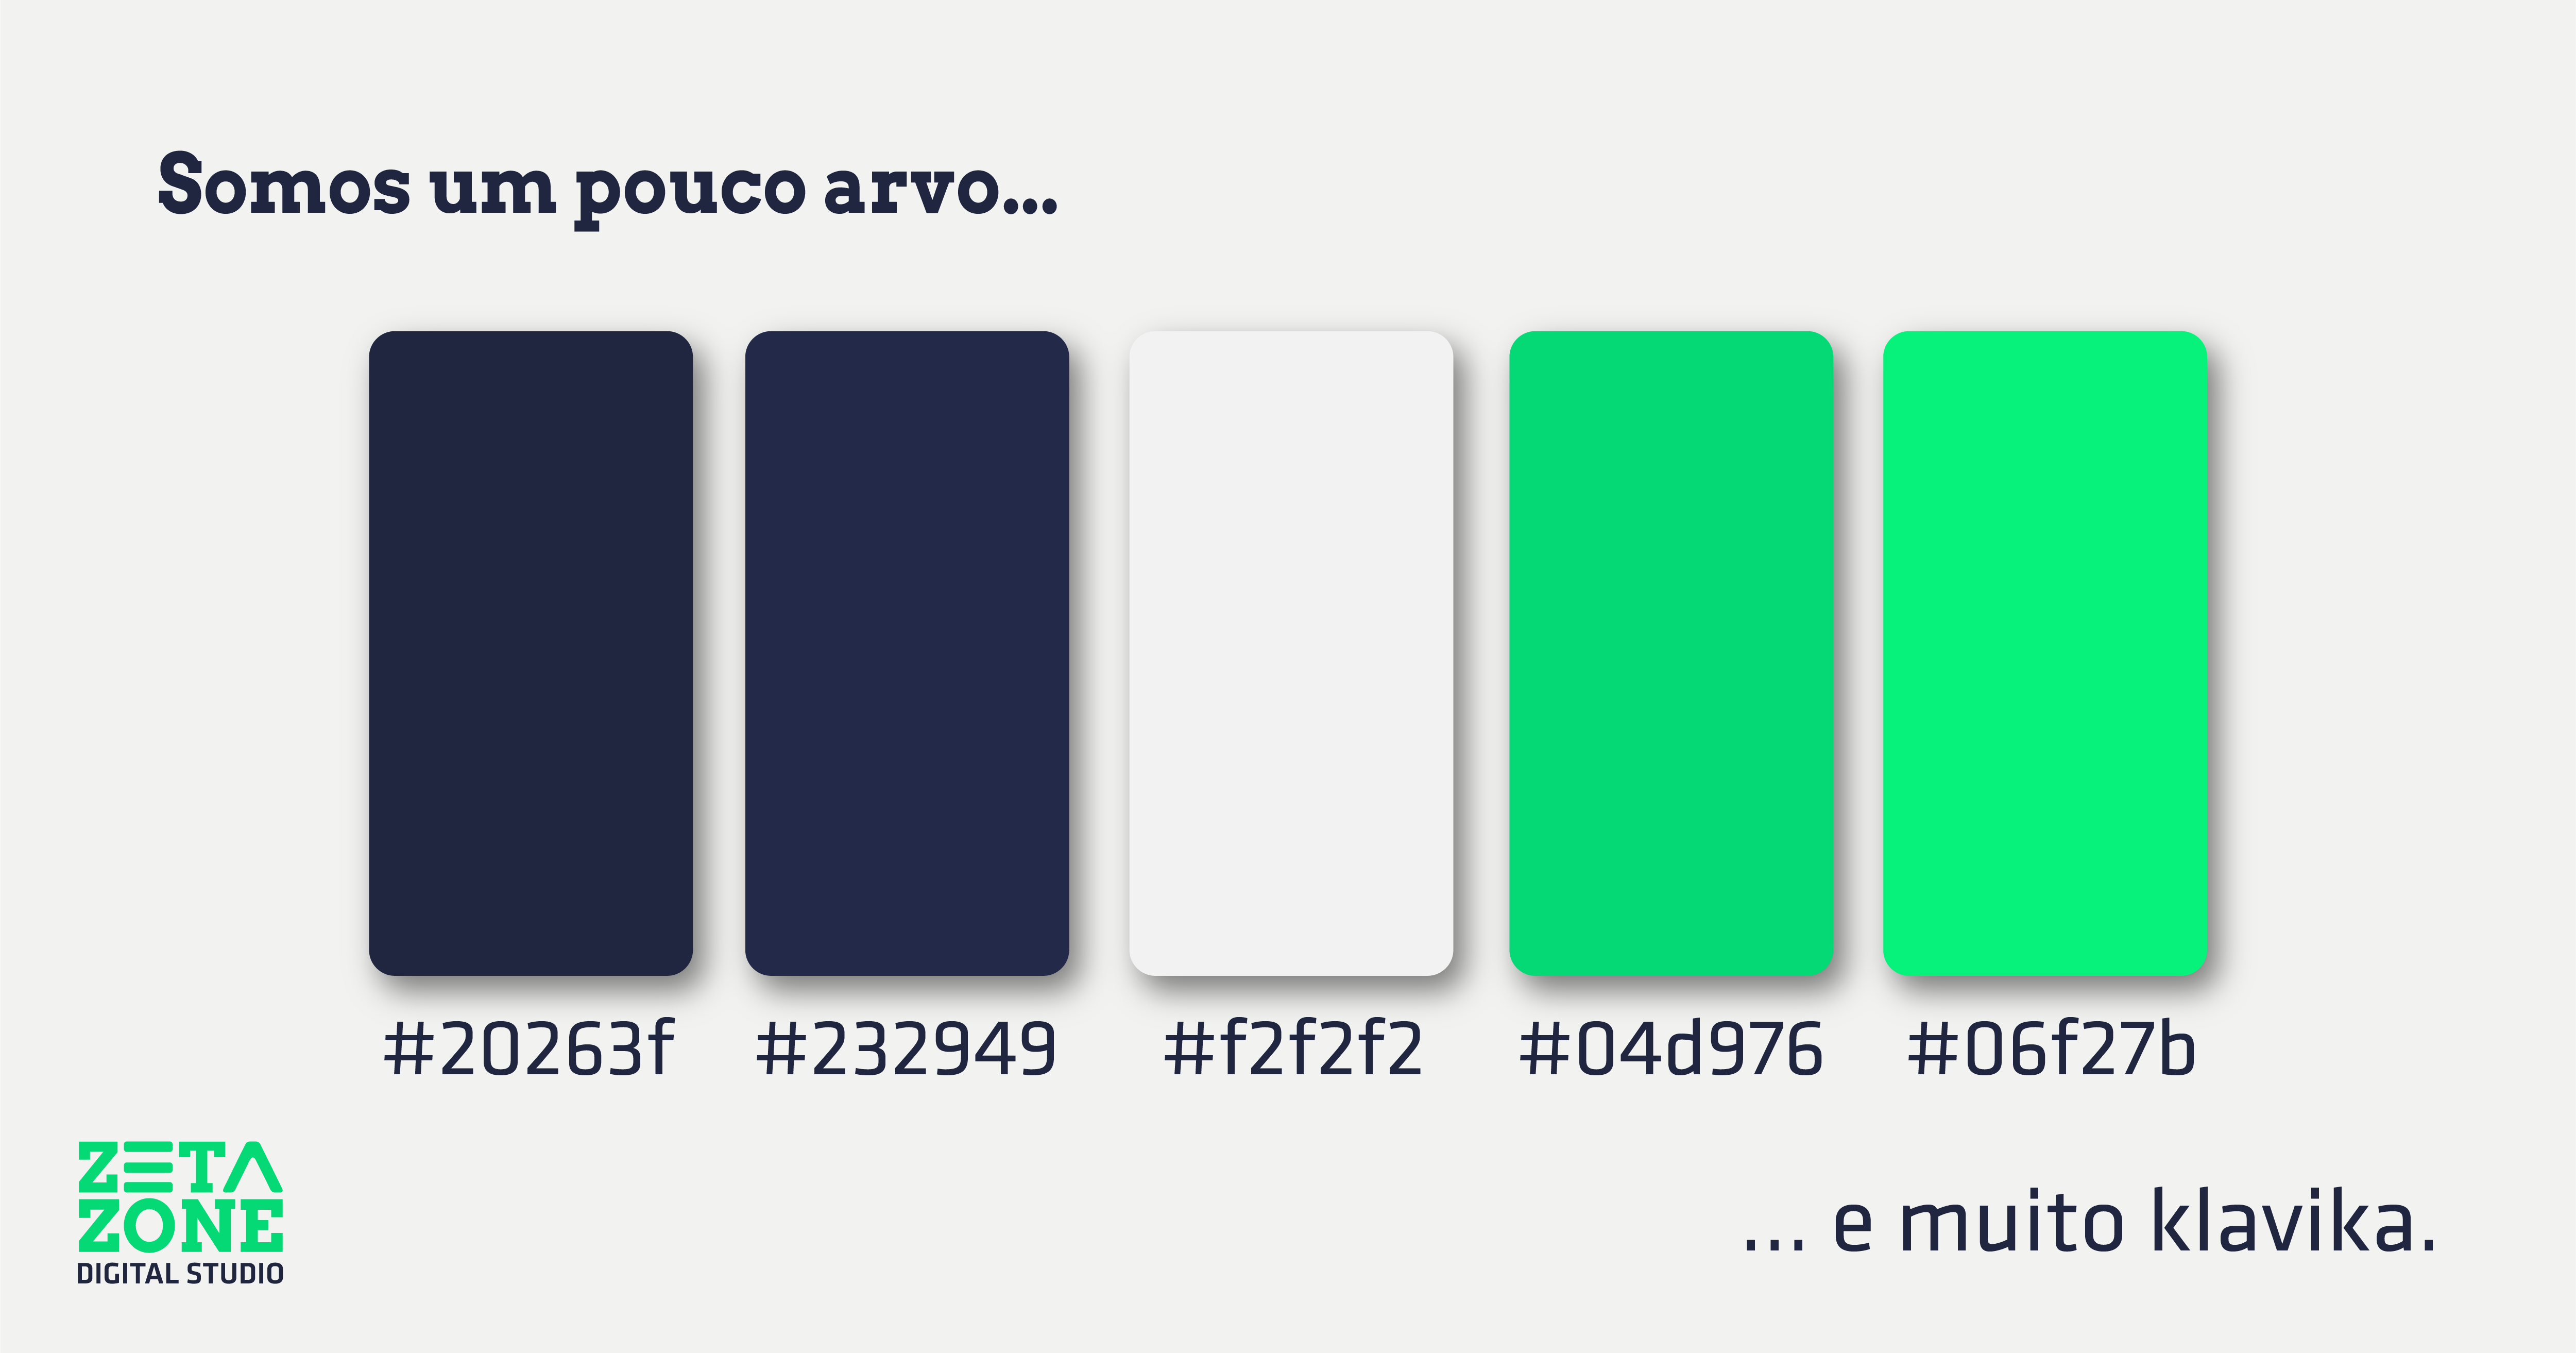 Somos um pouco arvo...
#20263f #232949 #f2f2f2 #04d976 #06f27b
ZETA
ZONE
DIGITAL STUDIO
... e muito klavika.